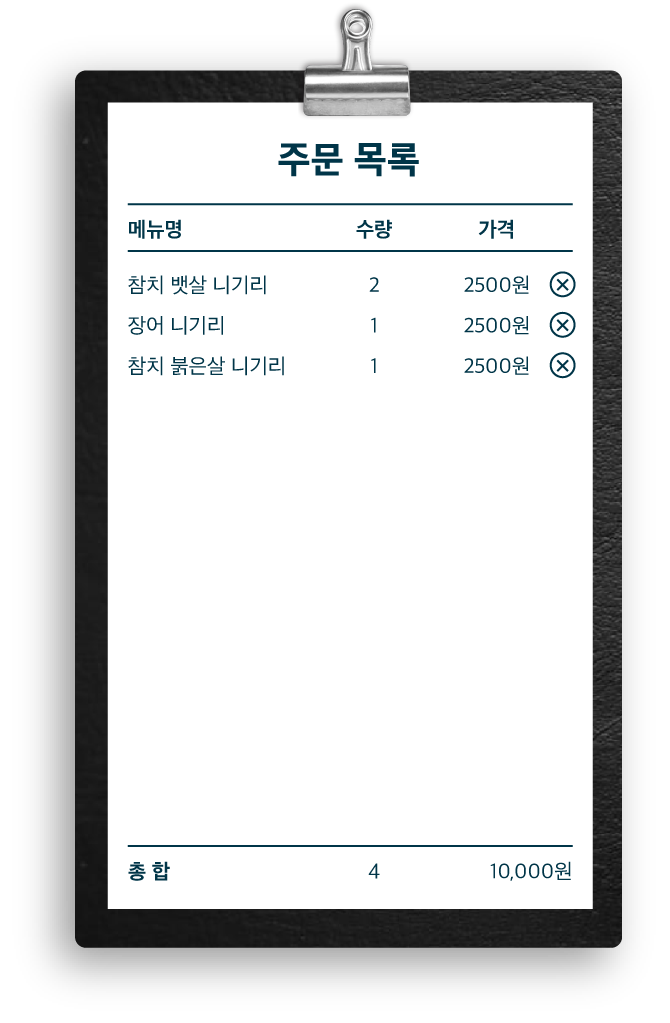 주문 목록
메뉴명 수량 가격
참치 뱃살 니기리 2 2500원
장어 니기리 1 2500원
참치 붉은살 니기리 1 2500원
총 합 4 10,000원